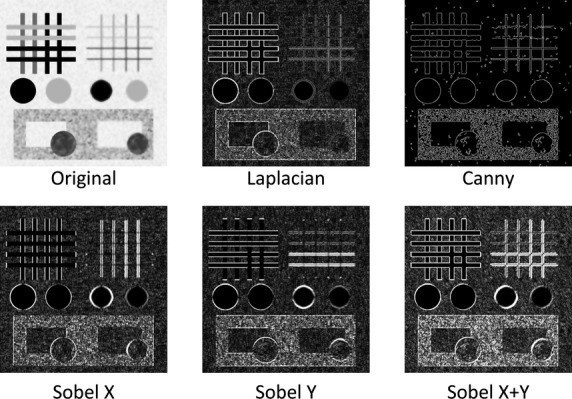 Original
Laplacian
Canny
Sobel X
Sobel Y
Sobel X+Y